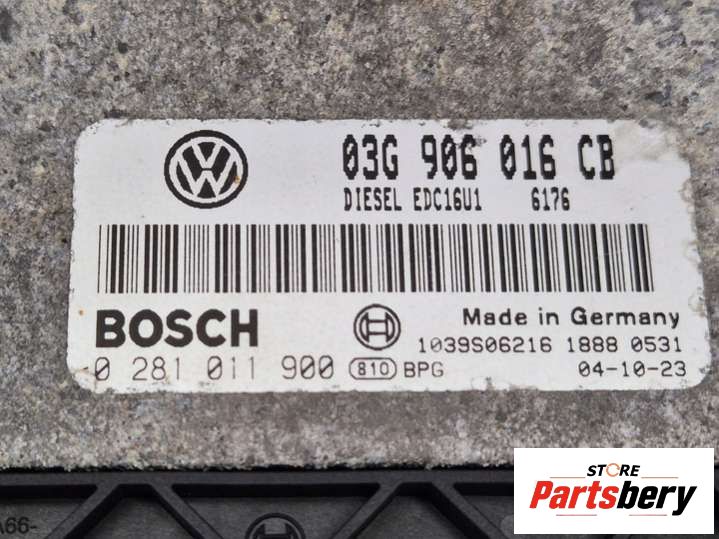 03G 906 016 CB
DIESEL EDC16U1 6176
BOSCH
Made in Germany
1039S06216 1888 0531
0 281 011 900 810 BPG 04-10-23
A66-
STORE
Partsbery